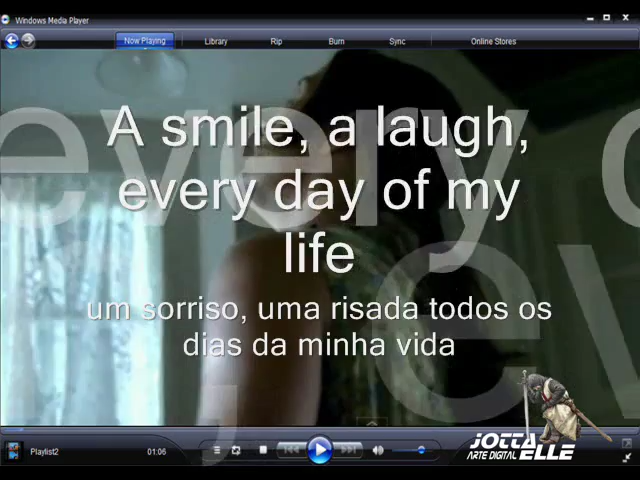 Windows Media Player
Now Playing
Library
Rip
Burn
Sync
Online Stores
every
A smile, a laugh,
every day of my
life
um sorriso, uma risada todos os
dias da minha vida
Playlist2
01:06
JOTTA
ARTE DIGITAL ELLE